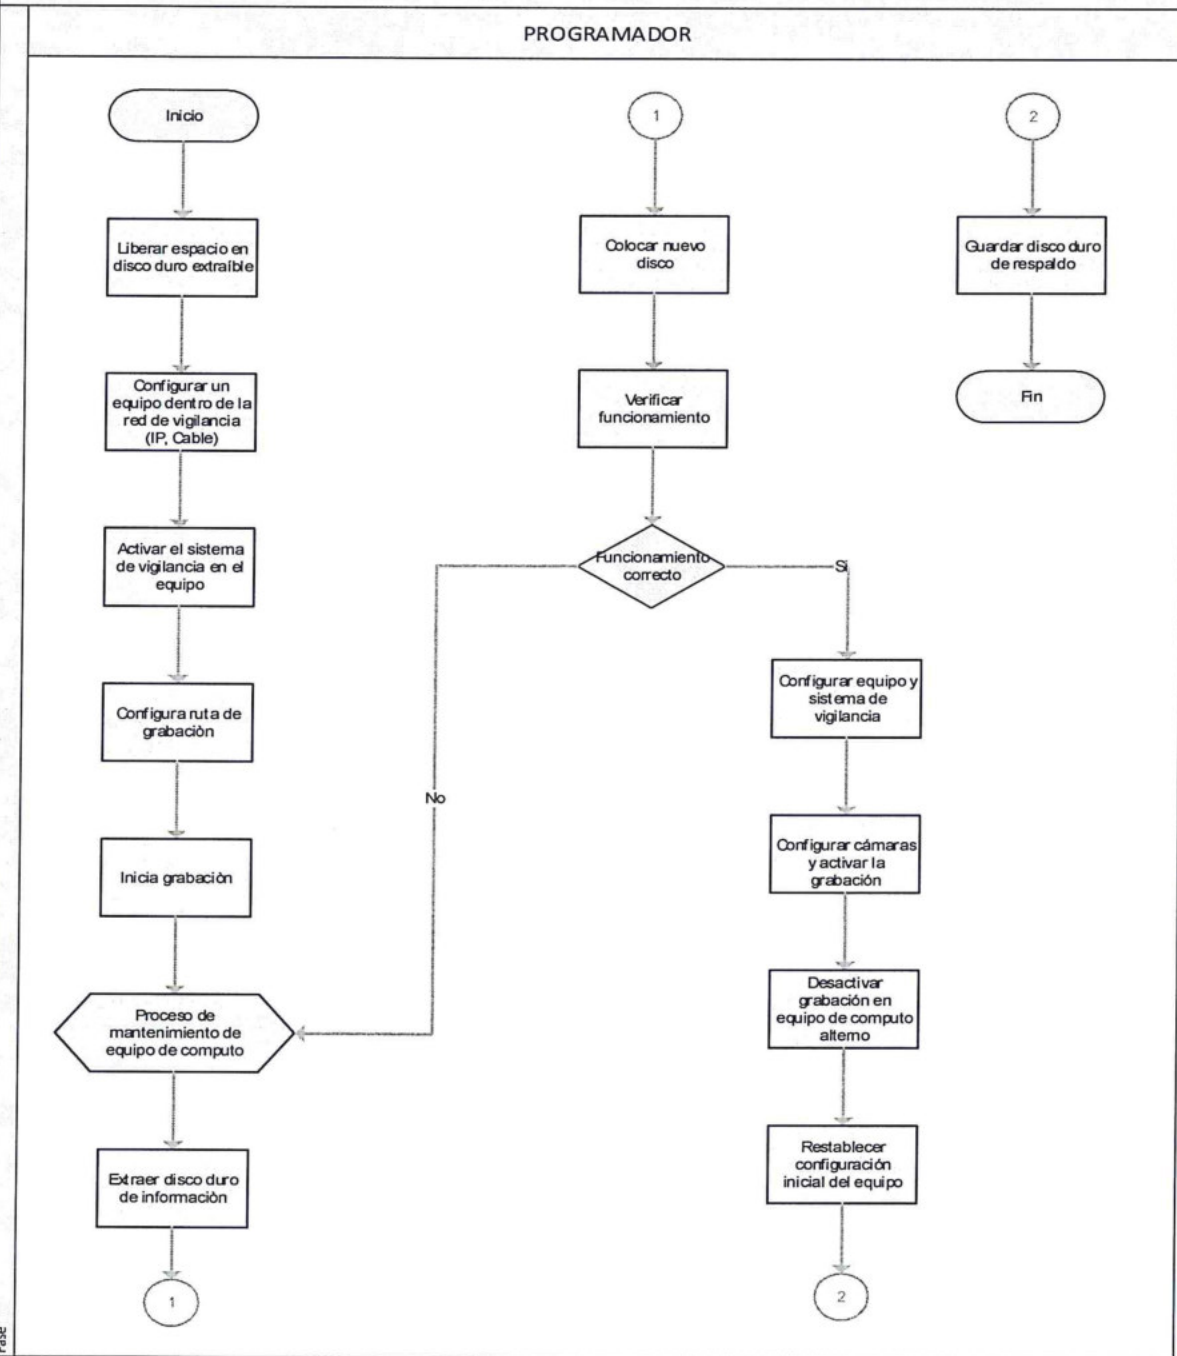 PROGRAMADOR
Inicio
Liberar espacio en
disco duro extraíble
Configurar un
equipo dentro de la
red de vigilancia
(IP, Cable)
Activar el sistema
de vigilancia en el
equipo
Configura ruta de
grabaciòn
Inicia grabaciòn
Proceso de
mantenimiento de
equipo de computo
Extraer disco duro
de informaciòn
1
1
Colocar nuevo
disco
Verificar
funcionamiento
Funcionamiento
correcto
No
Si
Configurar equipo y
sistema de
vigilancia
Configurar cámaras
y activar la
grabación
Desactivar
grabación en
equipo de computo
alterno
Restablecer
configuración
inicial del equipo
2
2
Guardar disco duro
de respaldo
Fin
Fase